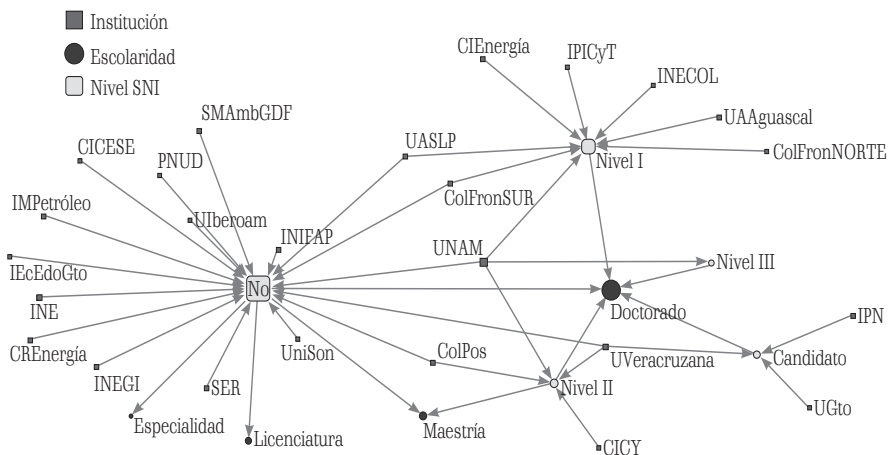 Institución
Escolaridad
Nivel SNI
CIEnergía
IPICyT
INECOL
SMAmbGDF
UAAguascal
UASLP
CICESE
PNUD
Nivel I
ColFronNORTE
ColFronSUR
IMPetróleo
UIberoam
INIFAP
UNAM
Nivel III
IEcEdoGto
No
Doctorado
INE
IPN
CREnergía
UniSon
ColPos
UVeracruzana
Candidato
INEGI
SER
Nivel II
UGto
Especialidad
Licenciatura
Maestría
CICY